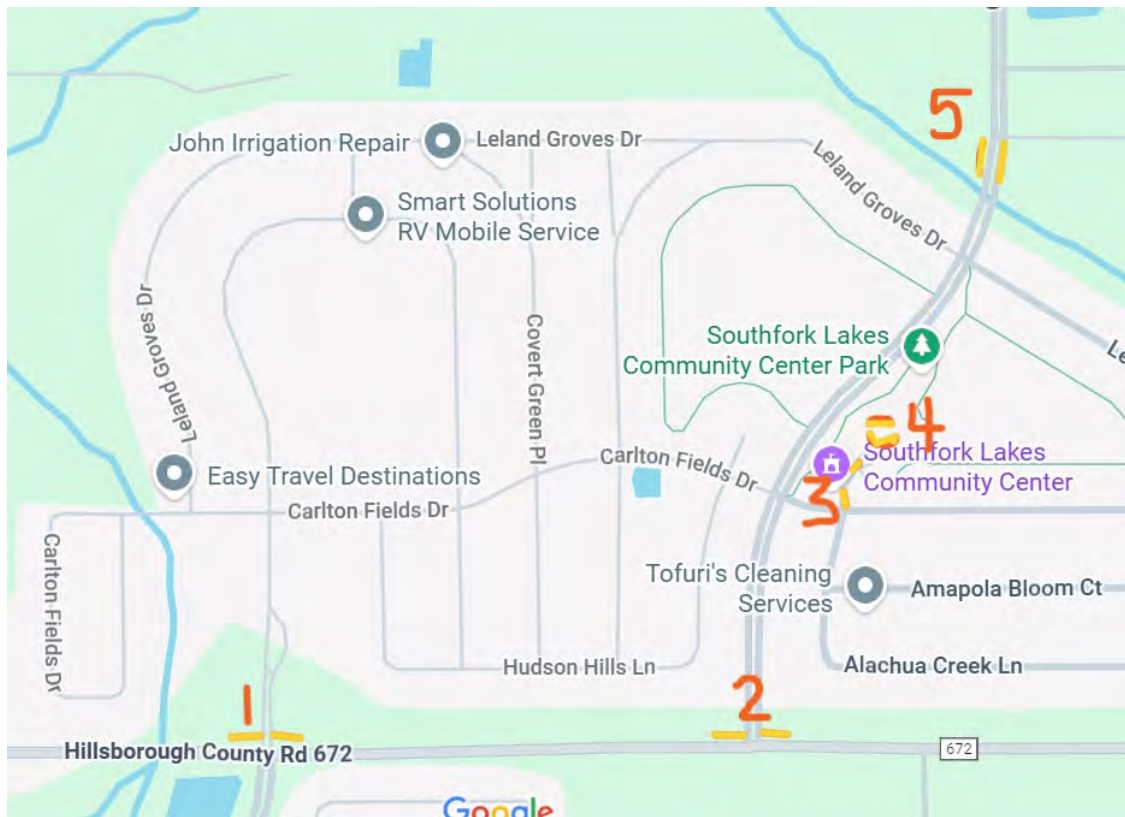 5
John Irrigation Repair
Leland Groves Dr
Leland Groves Dr
Smart Solutions
RV Mobile Service
Leland Groves Dr
Covert Green Pl
Southfork Lakes
Community Center Park
Le
4
Easy Travel Destinations
Carlton Fields Dr
Southfork Lakes
Community Center
3
Carlton Fields Dr
Carlton Fields Dr
Tofuri's Cleaning
Services
Amapola Bloom Ct
Hudson Hills Ln
Alachua Creek Ln
1
2
Hillsborough County Rd 672
672
Google